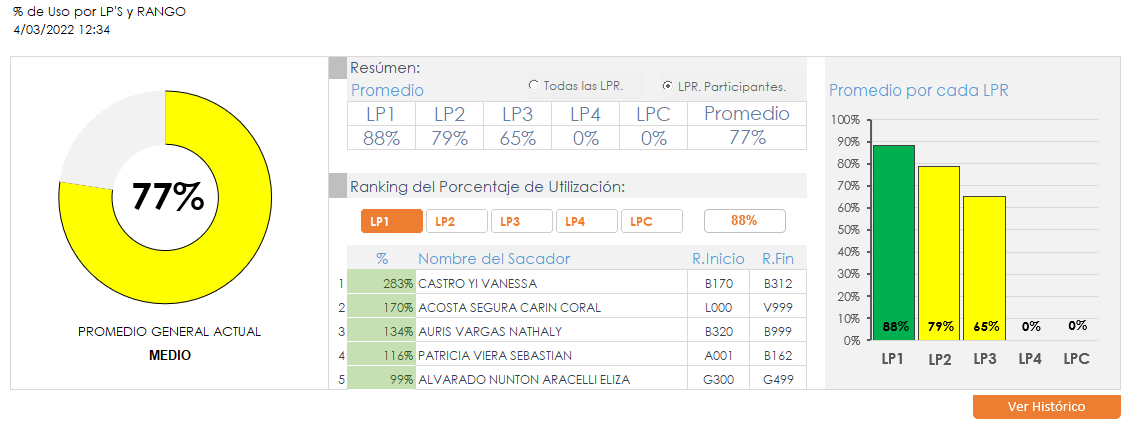 % de Uso por LP'S y RANGO
4/03/2022 12:34
77%
PROMEDIO GENERAL ACTUAL
MEDIO
Resúmen:
Promedio
Todas las LPR.
LPR. Participantes.
LP1 LP2 LP3 LP4 LPC Promedio
88% 79% 65% 0% 0% 77%
Ranking del Porcentaje de Utilización:
LP1 LP2 LP3 LP4 LPC 88%
% Nombre del Sacador R.Inicio R.Fin
1 283% CASTRO YI VANESSA B170 B312
2 170% ACOSTA SEGURA CARIN CORAL L000 V999
3 134% AURIS VARGAS NATHALY B320 B999
4 116% PATRICIA VIERA SEBASTIAN A001 B162
5 99% ALVARADO NUNTON ARACELLI ELIZA G300 G499
Promedio por cada LPR
100%
90%
80%
70%
60%
50%
40%
30%
20%
10%
0%
88% 79% 65% 0% 0%
LP1 LP2 LP3 LP4 LPC
Ver Histórico